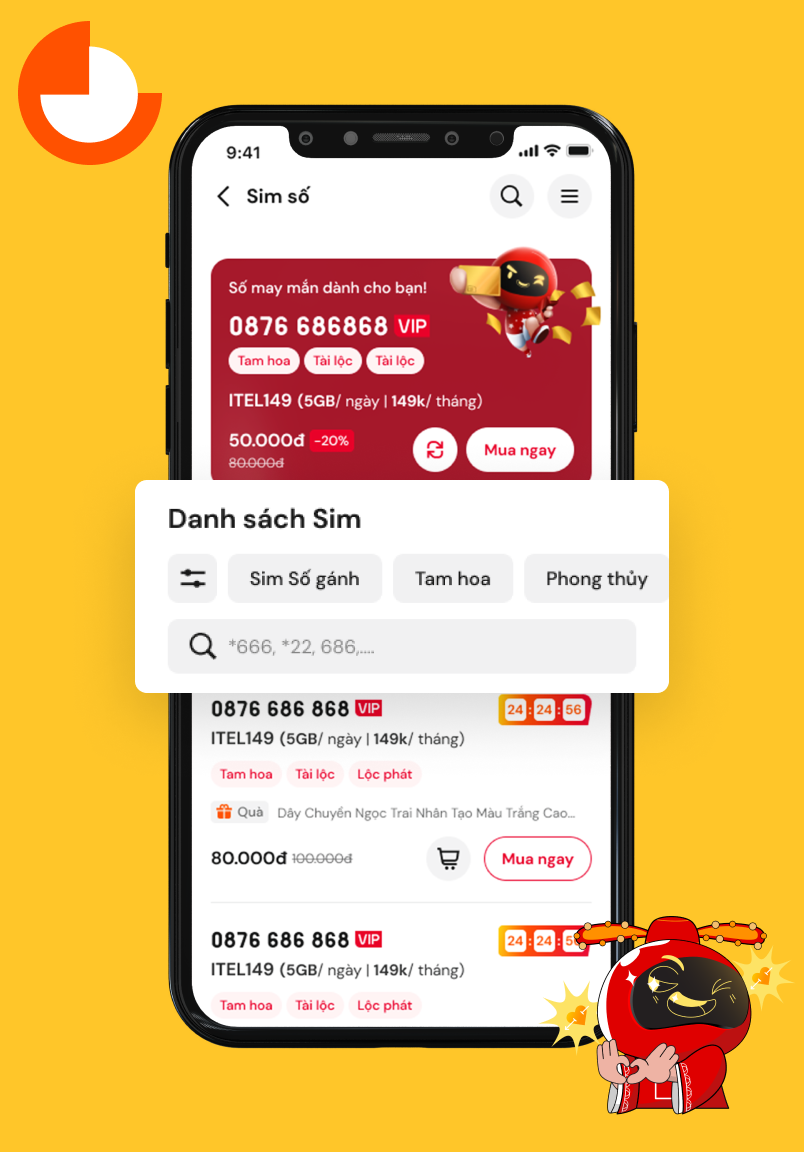 9:41
Sim số
Số may mắn dành cho bạn!
0876 686868 VIP
Tam hoa Tài lộc Tài lộc
ITEL149 (5GB/ ngày | 149k/ tháng)
50.000đ -20%
80.000đ
Mua ngay
Danh sách Sim
Sim Số gánh Tam hoa Phong thủy
*666, *22, 686,....
0876 686 868 VIP 24 : 24 : 56
ITEL149 (5GB/ ngày | 149k/ tháng)
Tam hoa Tài lộc Lộc phát
Quà Dây Chuyền Ngọc Trai Nhân Tạo Màu Trắng Cao...
80.000đ 100.000đ Mua ngay
0876 686 868 VIP 24 : 24 :
ITEL149 (5GB/ ngày | 149k/ tháng)
Tam hoa Tài lộc Lộc phát